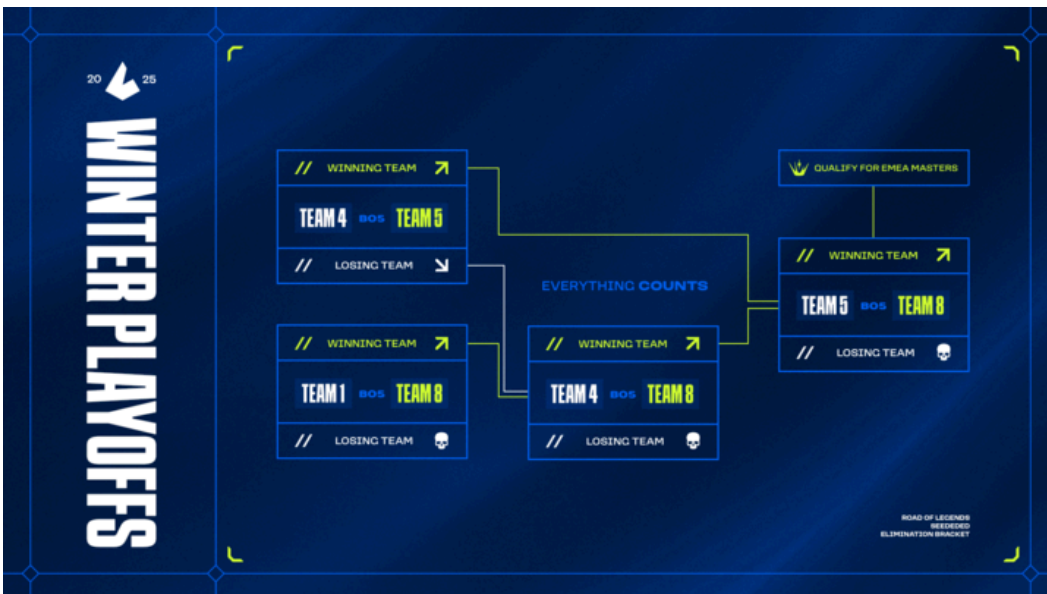 20 25
WINTER PLAYOFFS
// WINNING TEAM
TEAM 4 BO5 TEAM 5
// LOSING TEAM
// WINNING TEAM
TEAM 1 BO5 TEAM 8
// LOSING TEAM
EVERYTHING COUNTS
// WINNING TEAM
TEAM 4 BO5 TEAM 8
// LOSING TEAM
QUALIFY FOR EMEA MASTERS
// WINNING TEAM
TEAM 5 BO5 TEAM 8
// LOSING TEAM
ROAD OF LEGENDS
SEEDEDED
ELIMINATION BRACKET